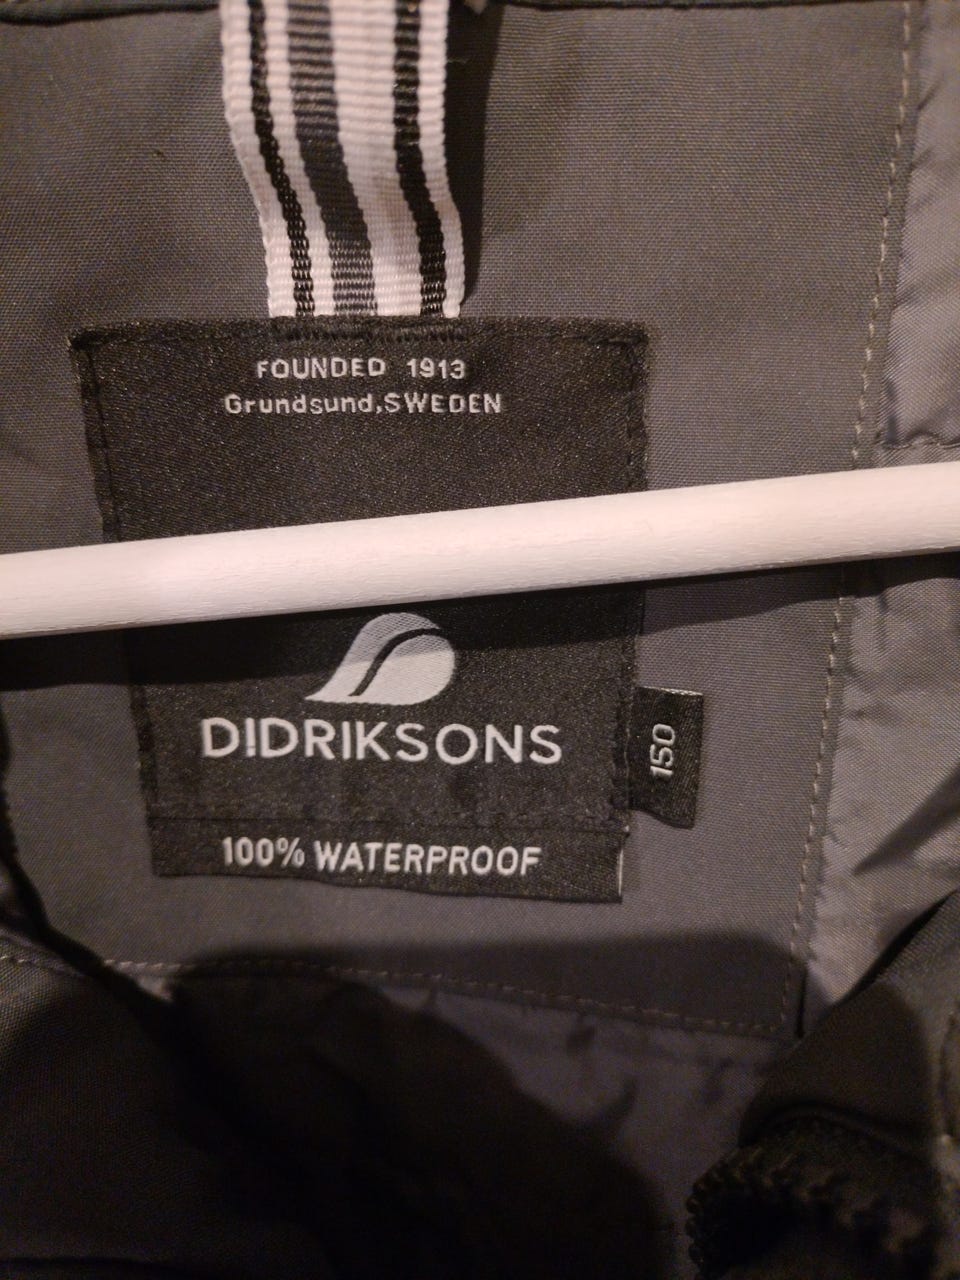 FOUNDED 1913
Grundsund,SWEDEN
DIDRIKSONS
150
100% WATERPROOF